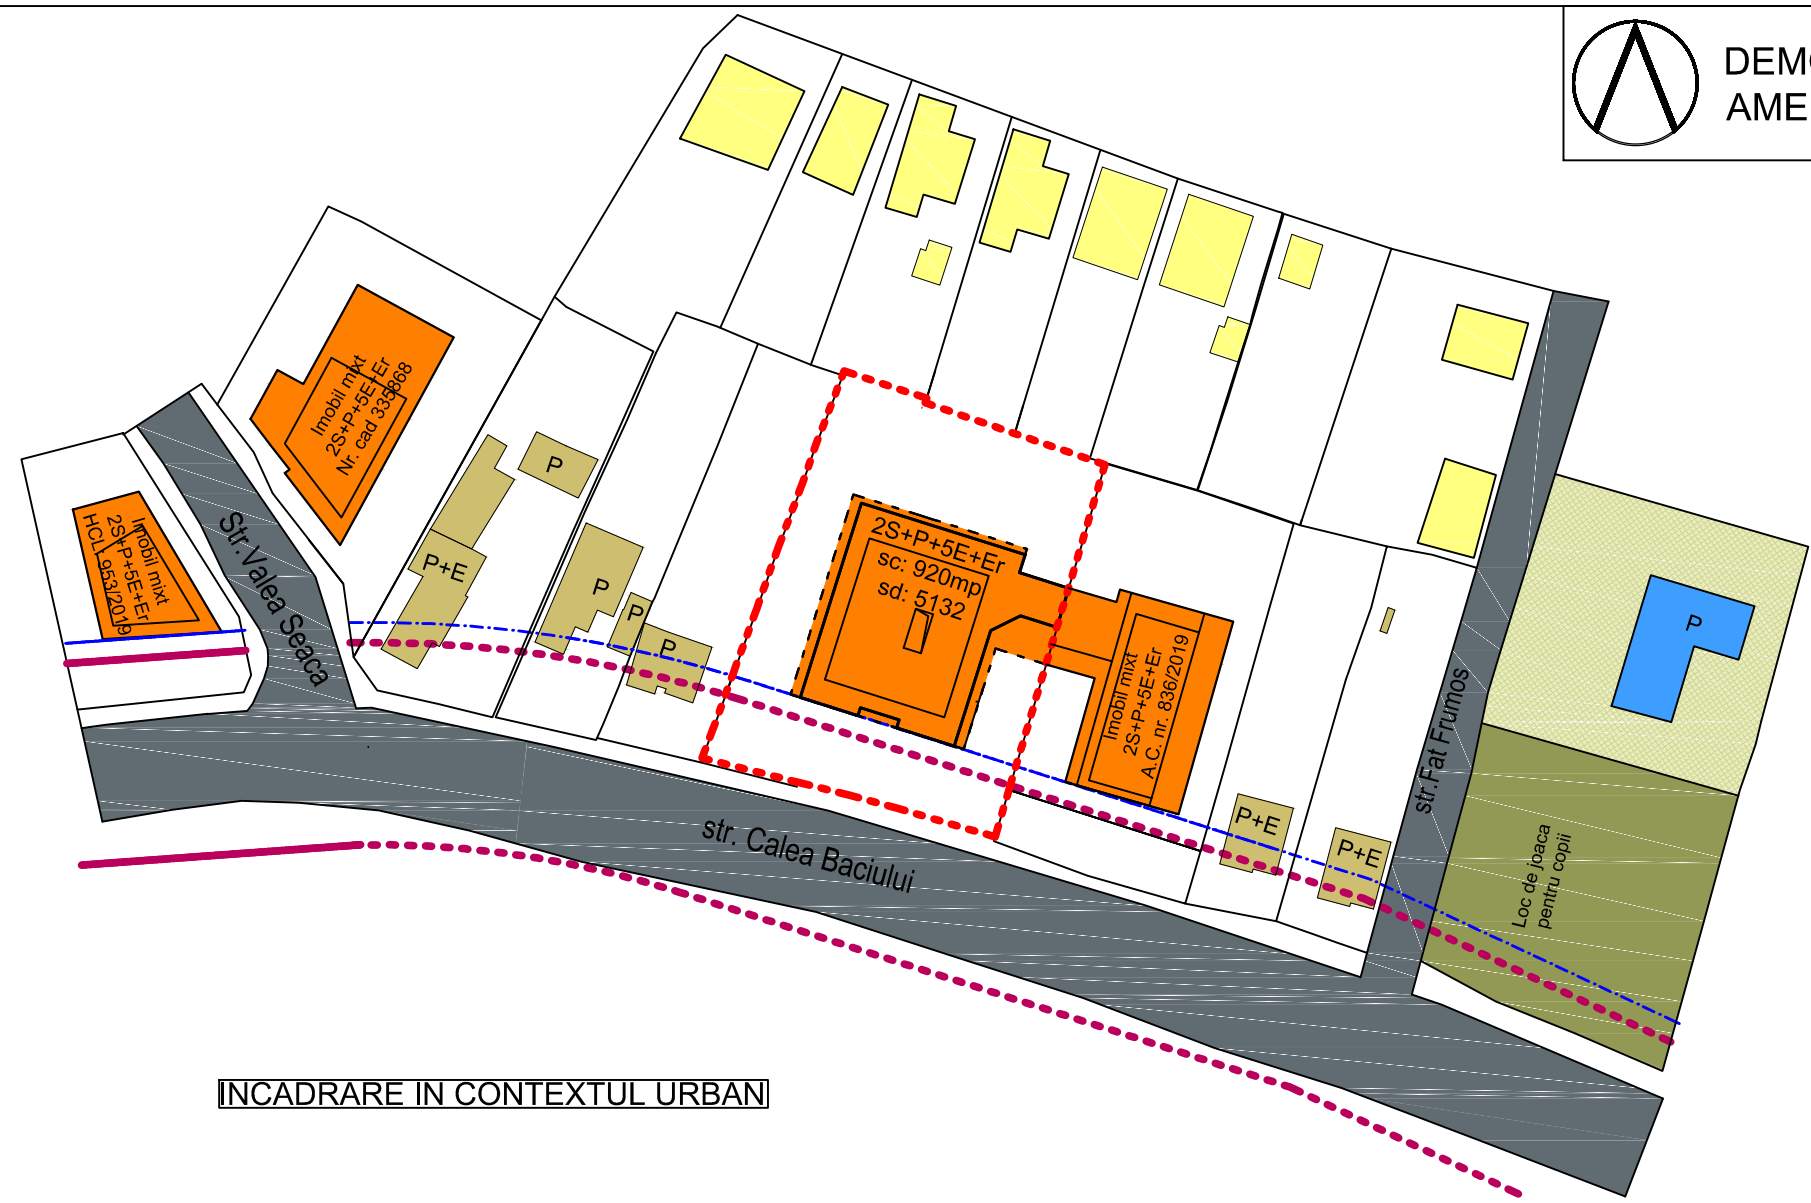 DEM
AME
Imobil mixt
2S+P+5E+Er
Nr. cad 335868
Imobil mixt
2S+P+5E+Er
HCL 953/2019
Str.Valea Seaca
P
P+E
P
P
P
2S+P+5E+Er
sc: 920mp
sd: 5132
Imobil mixt
2S+P+5E+Er
A.C. nr. 836/2019
P
str.Fat Frumos
P+E
P+E
Loc de joaca
pentru copii
str. Calea Baciului
INCADRARE IN CONTEXTUL URBAN